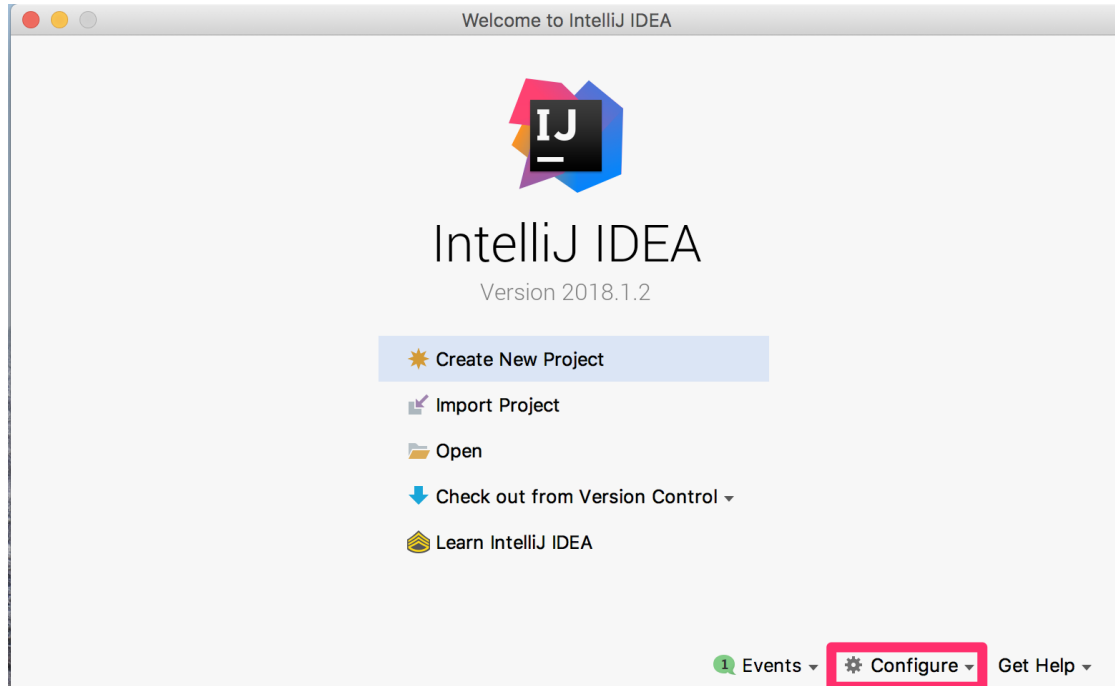 Welcome to IntelliJ IDEA
IJ
IntelliJ IDEA
Version 2018.1.2
Create New Project
Import Project
Open
Check out from Version Control
Learn IntelliJ IDEA
1 Events Configure Get Help